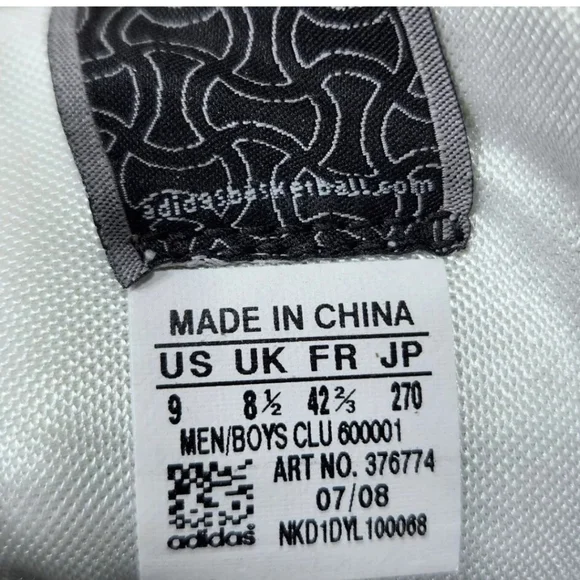 adidasbasketball.com
MADE IN CHINA
US UK FR JP
9 8½ 42⅔ 270
MEN/BOYS CLU 600001
ART NO. 376774
07/08
adidas NKD1DYL100068